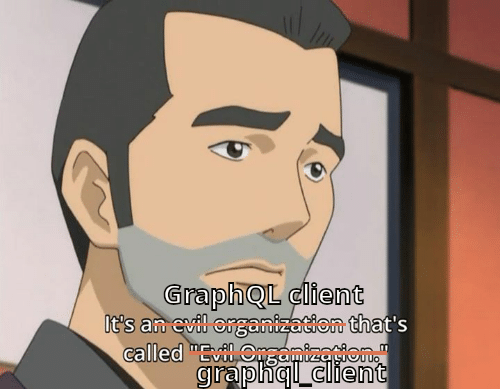 GraphQL client
It's an evil organization that's
called "Evil Organization."
graphql_client